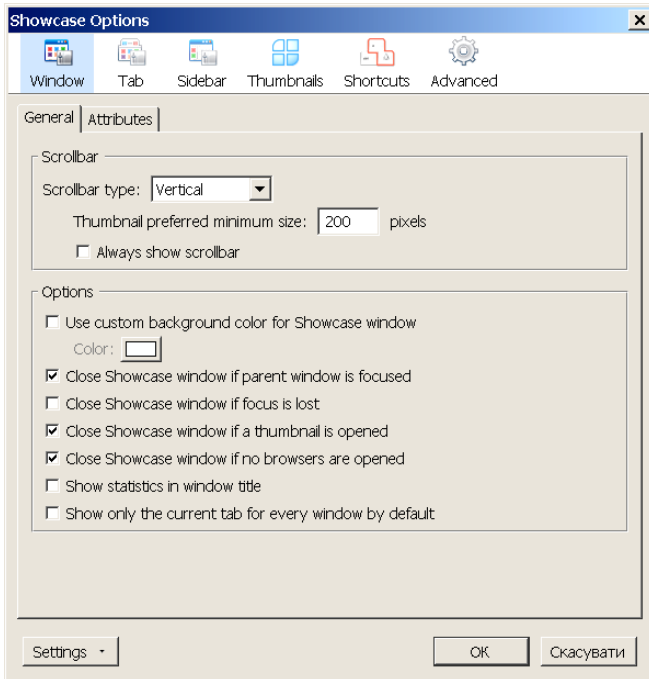 Showcase Options
Window Tab Sidebar Thumbnails Shortcuts Advanced
General Attributes
Scrollbar
Scrollbar type: Vertical
Thumbnail preferred minimum size: 200 pixels
Always show scrollbar
Options
Use custom background color for Showcase window
Color:
Close Showcase window if parent window is focused
Close Showcase window if focus is lost
Close Showcase window if a thumbnail is opened
Close Showcase window if no browsers are opened
Show statistics in window title
Show only the current tab for every window by default
Settings OK Скасувати